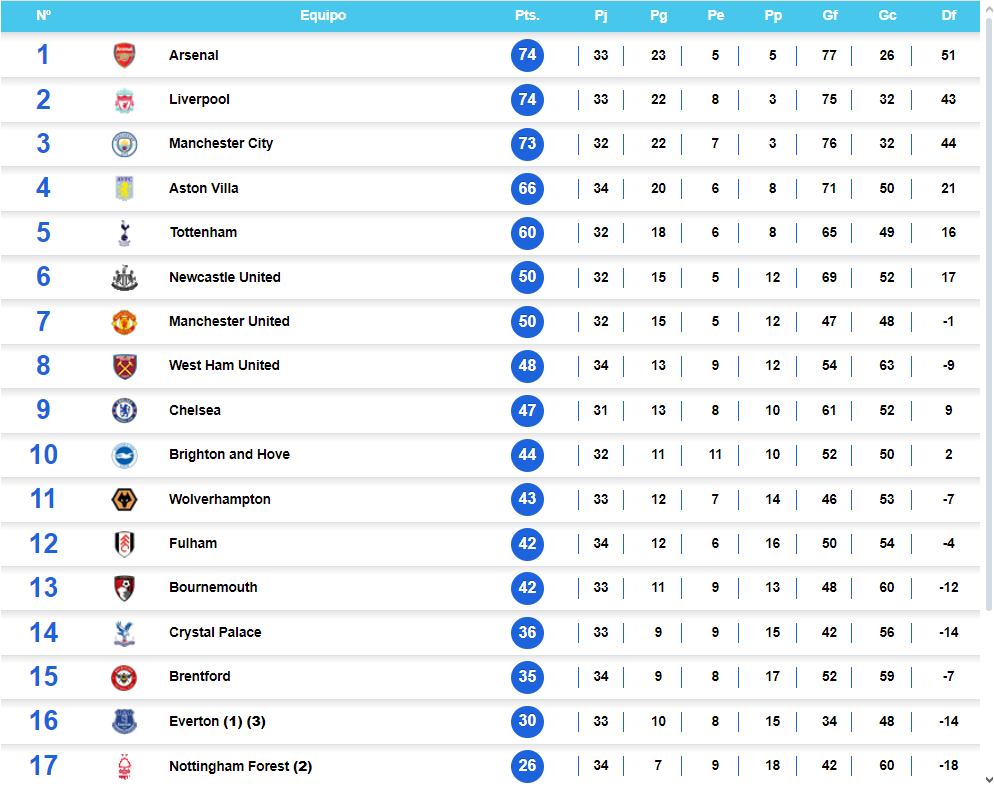 Nº Equipo Pts. Pj Pg Pe Pp Gf Gc Df
1 Arsenal 74 33 23 5 5 77 26 51
2 Liverpool 74 33 22 8 3 75 32 43
3 Manchester City 73 32 22 7 3 76 32 44
4 Aston Villa 66 34 20 6 8 71 50 21
5 Tottenham 60 32 18 6 8 65 49 16
6 Newcastle United 50 32 15 5 12 69 52 17
7 Manchester United 50 32 15 5 12 47 48 -1
8 West Ham United 48 34 13 9 12 54 63 -9
9 Chelsea 47 31 13 8 10 61 52 9
10 Brighton and Hove 44 32 11 11 10 52 50 2
11 Wolverhampton 43 33 12 7 14 46 53 -7
12 Fulham 42 34 12 6 16 50 54 -4
13 Bournemouth 42 33 11 9 13 48 60 -12
14 Crystal Palace 36 33 9 9 15 42 56 -14
15 Brentford 35 34 9 8 17 52 59 -7
16 Everton (1) (3) 30 33 10 8 15 34 48 -14
17 Nottingham Forest (2) 26 34 7 9 18 42 60 -18